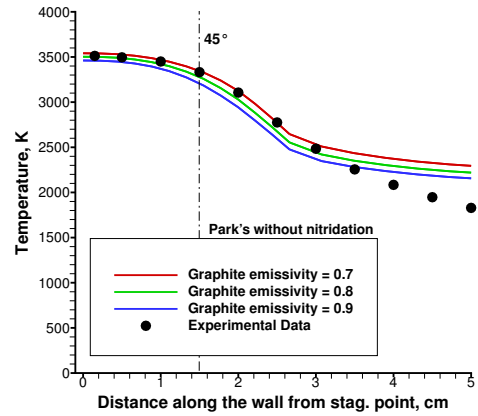 4000
3500
3000
2500
2000
1500
1000
500
0
Temperature, K
45°
Park's without nitridation
Graphite emissivity = 0.7
Graphite emissivity = 0.8
Graphite emissivity = 0.9
Experimental Data
0 1 2 3 4 5
Distance along the wall from stag. point, cm